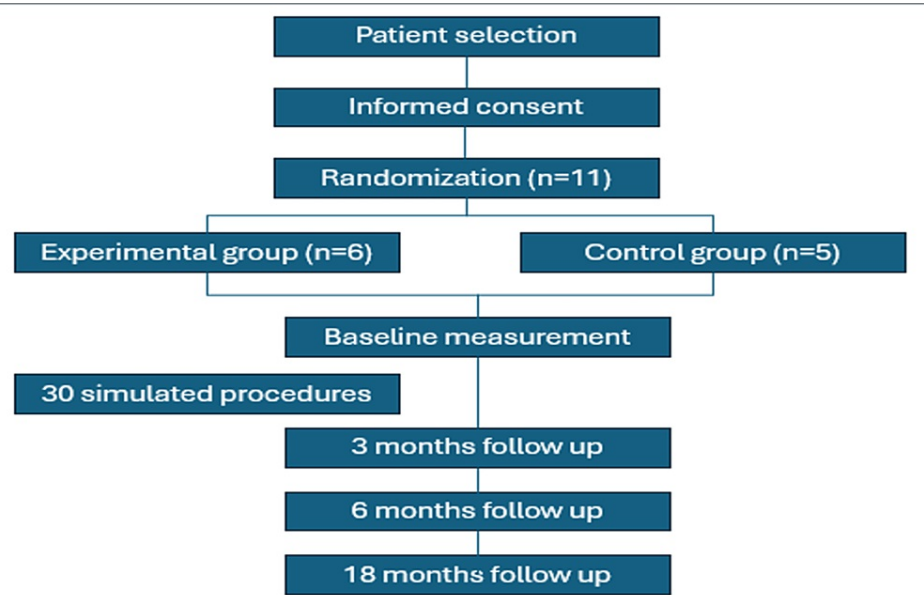 Patient selection
Informed consent
Randomization (n=11)
Experimental group (n=6)
Control group (n=5)
Baseline measurement
30 simulated procedures
3 months follow up
6 months follow up
18 months follow up